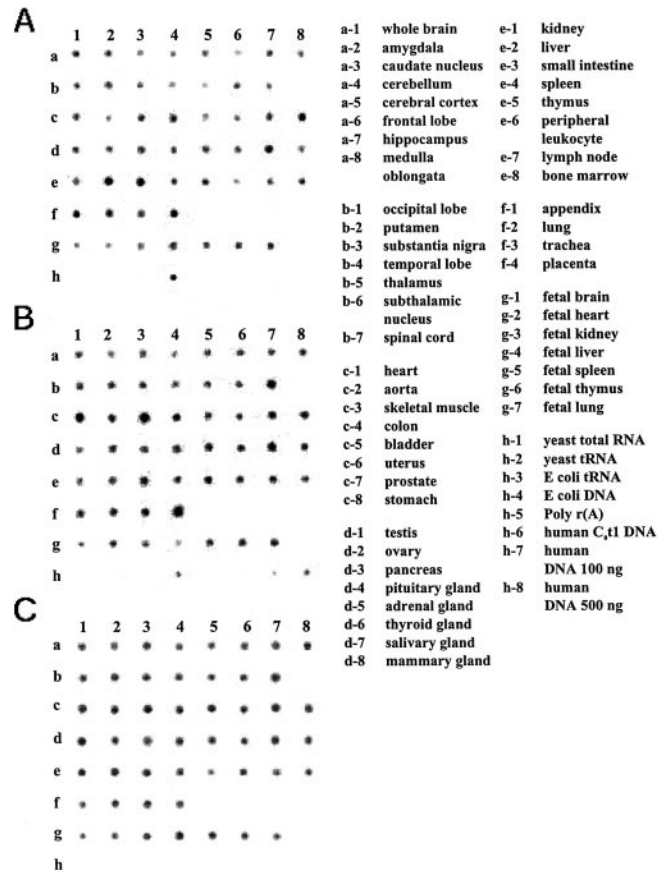 A
1 2 3 4 5 6 7 8
a
b
c
d
e
f
g
h
B
1 2 3 4 5 6 7 8
a
b
c
d
e
f
g
h
C
1 2 3 4 5 6 7 8
a
b
c
d
e
f
g
h
a-1 whole brain
a-2 amygdala
a-3 caudate nucleus
a-4 cerebellum
a-5 cerebral cortex
a-6 frontal lobe
a-7 hippocampus
a-8 medulla
oblongata
b-1 occipital lobe
b-2 putamen
b-3 substantia nigra
b-4 temporal lobe
b-5 thalamus
b-6 subthalamic
nucleus
b-7 spinal cord
c-1 heart
c-2 aorta
c-3 skeletal muscle
c-4 colon
c-5 bladder
c-6 uterus
c-7 prostate
c-8 stomach
d-1 testis
d-2 ovary
d-3 pancreas
d-4 pituitary gland
d-5 adrenal gland
d-6 thyroid gland
d-7 salivary gland
d-8 mammary gland
e-1 kidney
e-2 liver
e-3 small intestine
e-4 spleen
e-5 thymus
e-6 peripheral
leukocyte
e-7 lymph node
e-8 bone marrow
f-1 appendix
f-2 lung
f-3 trachea
f-4 placenta
g-1 fetal brain
g-2 fetal heart
g-3 fetal kidney
g-4 fetal liver
g-5 fetal spleen
g-6 fetal thymus
g-7 fetal lung
h-1 yeast total RNA
h-2 yeast tRNA
h-3 E coli tRNA
h-4 E coli DNA
h-5 Poly r(A)
h-6 human C₀t1 DNA
h-7 human
DNA 100 ng
h-8 human
DNA 500 ng